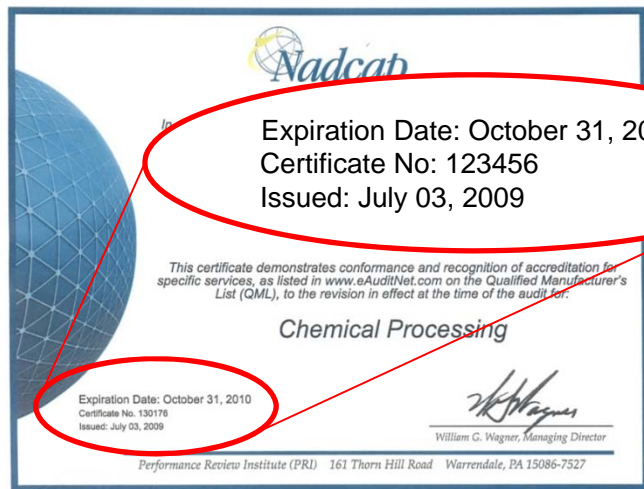 Nadcap
In
Expiration Date: October 31, 20
Certificate No: 123456
Issued: July 03, 2009
This certificate demonstrates conformance and recognition of accreditation for
specific services, as listed in www.eAuditNet.com on the Qualified Manufacturer's
List (QML), to the revision in effect at the time of the audit for:
Chemical Processing
Expiration Date: October 31, 2010
Certificate No. 130176
Issued: July 03, 2009
William G. Wagner, Managing Director
Performance Review Institute (PRI) 161 Thorn Hill Road Warrendale, PA 15086-7527